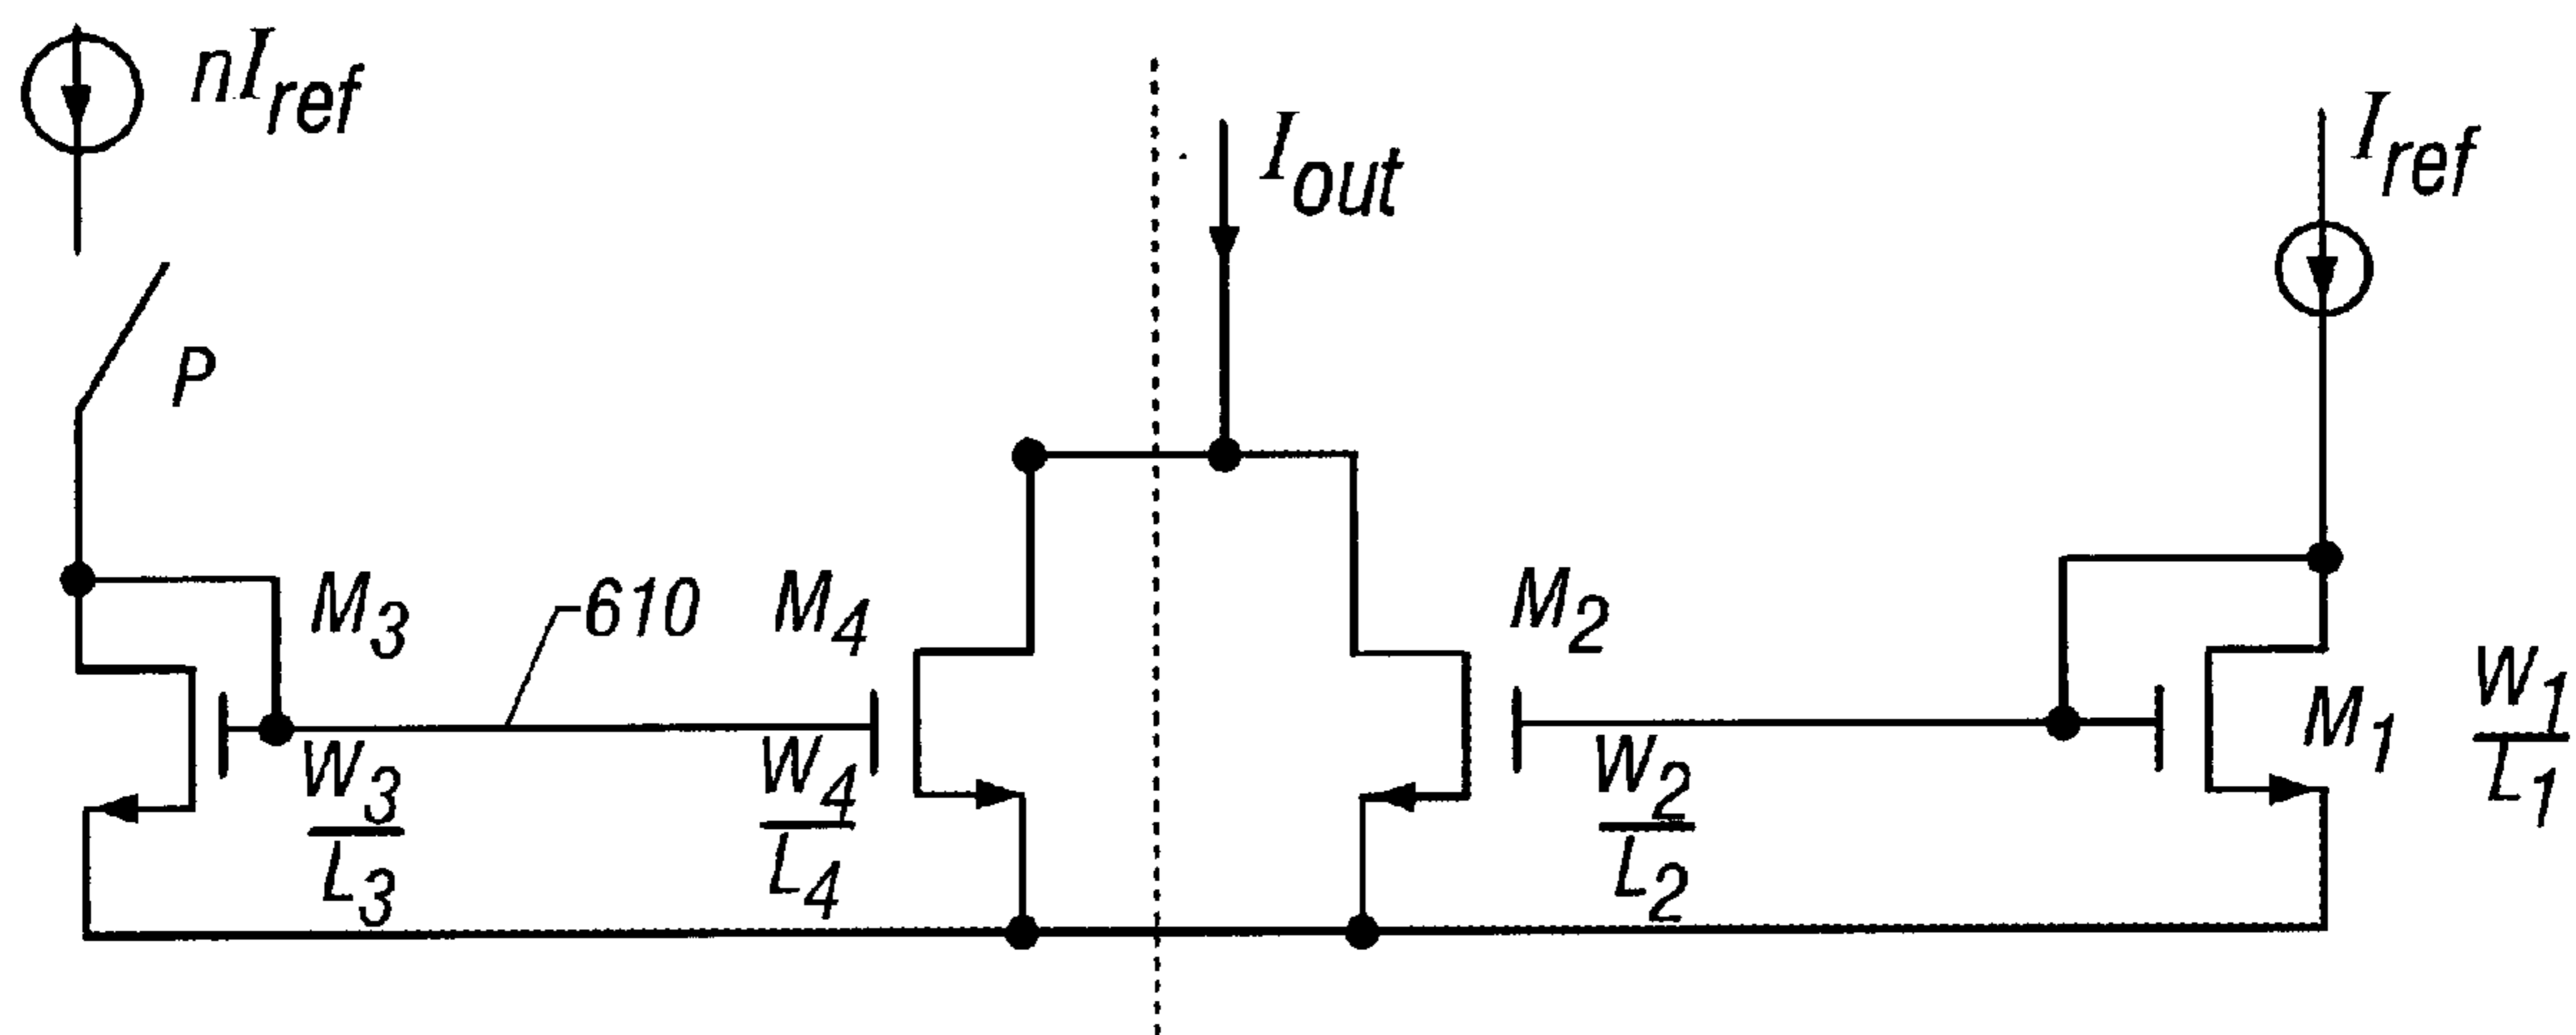 nI_ref
I_out
I_ref
P
M_3
610
M_4
M_2
M_1
W_1
L_1
W_3
L_3
W_4
L_4
W_2
L_2